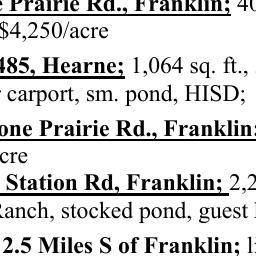 Prairie Rd., Franklin; 40
$4,250/acre
485, Hearne; 1,064 sq. ft.,
carport, sm. pond, HISD;
one Prairie Rd., Franklin;
cre
Station Rd, Franklin; 2,2
Ranch, stocked pond, guest
2.5 Miles S of Franklin; li